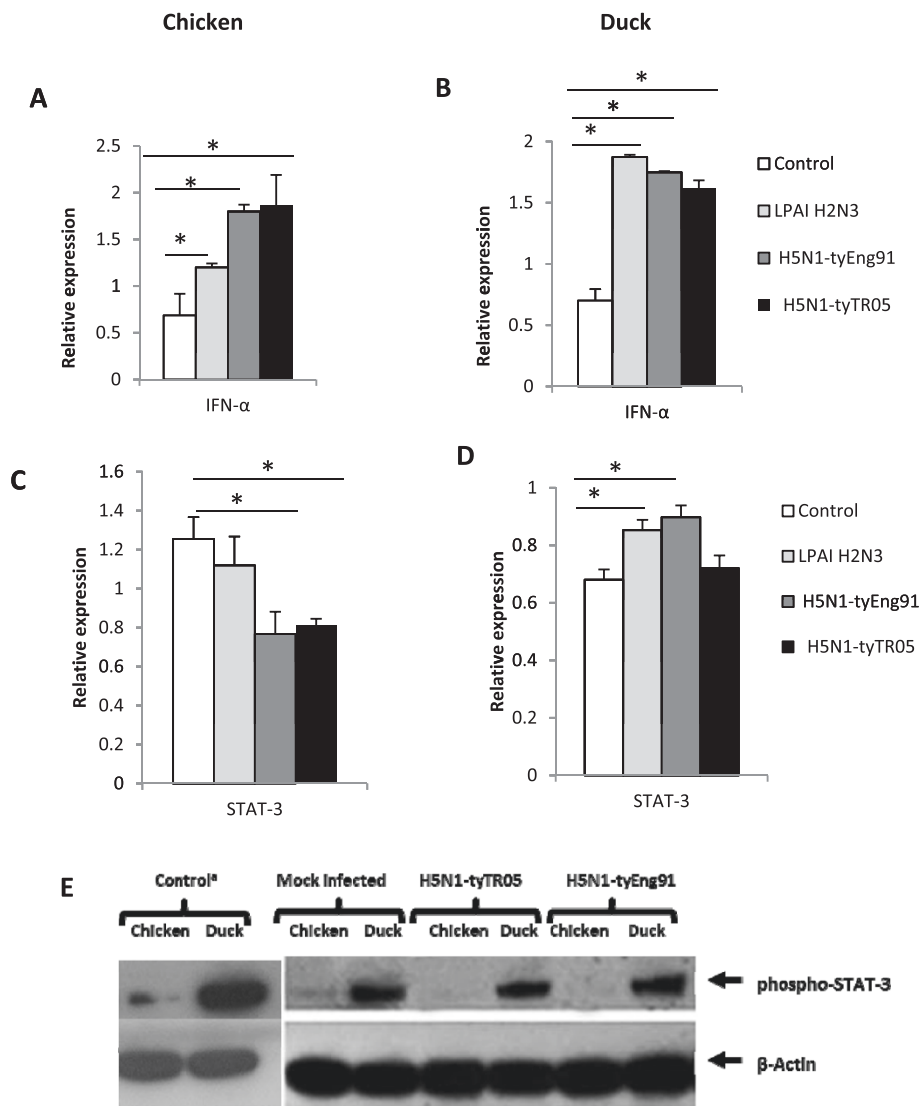 Chicken
Duck
A
Relative expression
2.5
2
1.5
1
0.5
0
*
*
*
IFN-α
B
Relative expression
2
1.5
1
0.5
0
*
*
*
IFN-α
Control
LPAI H2N3
H5N1-tyEng91
H5N1-tyTR05
C
Relative expression
1.6
1.4
1.2
1
0.8
0.6
0.4
0.2
0
*
*
STAT-3
D
Relative expression
1
0.8
0.6
0.4
0.2
0
*
*
STAT-3
Control
LPAI H2N3
H5N1-tyEng91
H5N1-tyTR05
E
Controlª Mock Infected H5N1-tyTR05 H5N1-tyEng91
Chicken Duck Chicken Duck Chicken Duck Chicken Duck
phospho-STAT-3
β-Actin